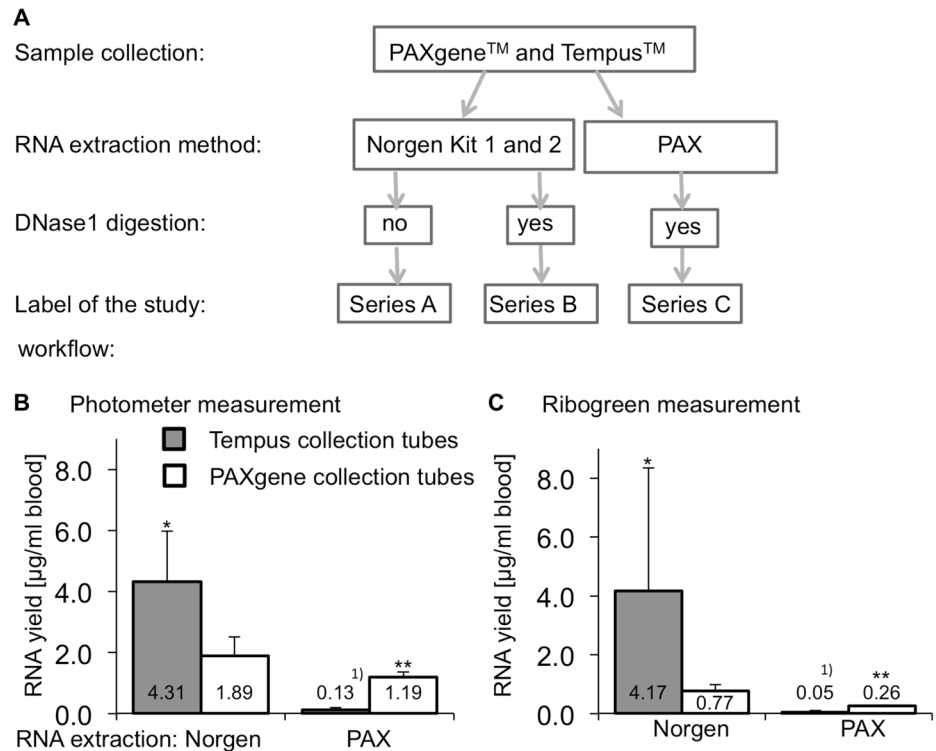 A
Sample collection:
PAXgene™ and Tempus™
RNA extraction method:
Norgen Kit 1 and 2
PAX
DNase1 digestion:
no
yes
yes
Label of the study:
Series A
Series B
Series C
workflow:
B Photometer measurement
Tempus collection tubes
PAXgene collection tubes
RNA yield [µg/ml blood]
8.0
6.0
4.0
2.0
0.0
*
4.31
1.89
1)
0.13
**
1.19
RNA extraction: Norgen
PAX
C Ribogreen measurement
RNA yield [µg/ml blood]
8.0
6.0
4.0
2.0
0.0
*
4.17
0.77
1)
0.05
**
0.26
Norgen
PAX